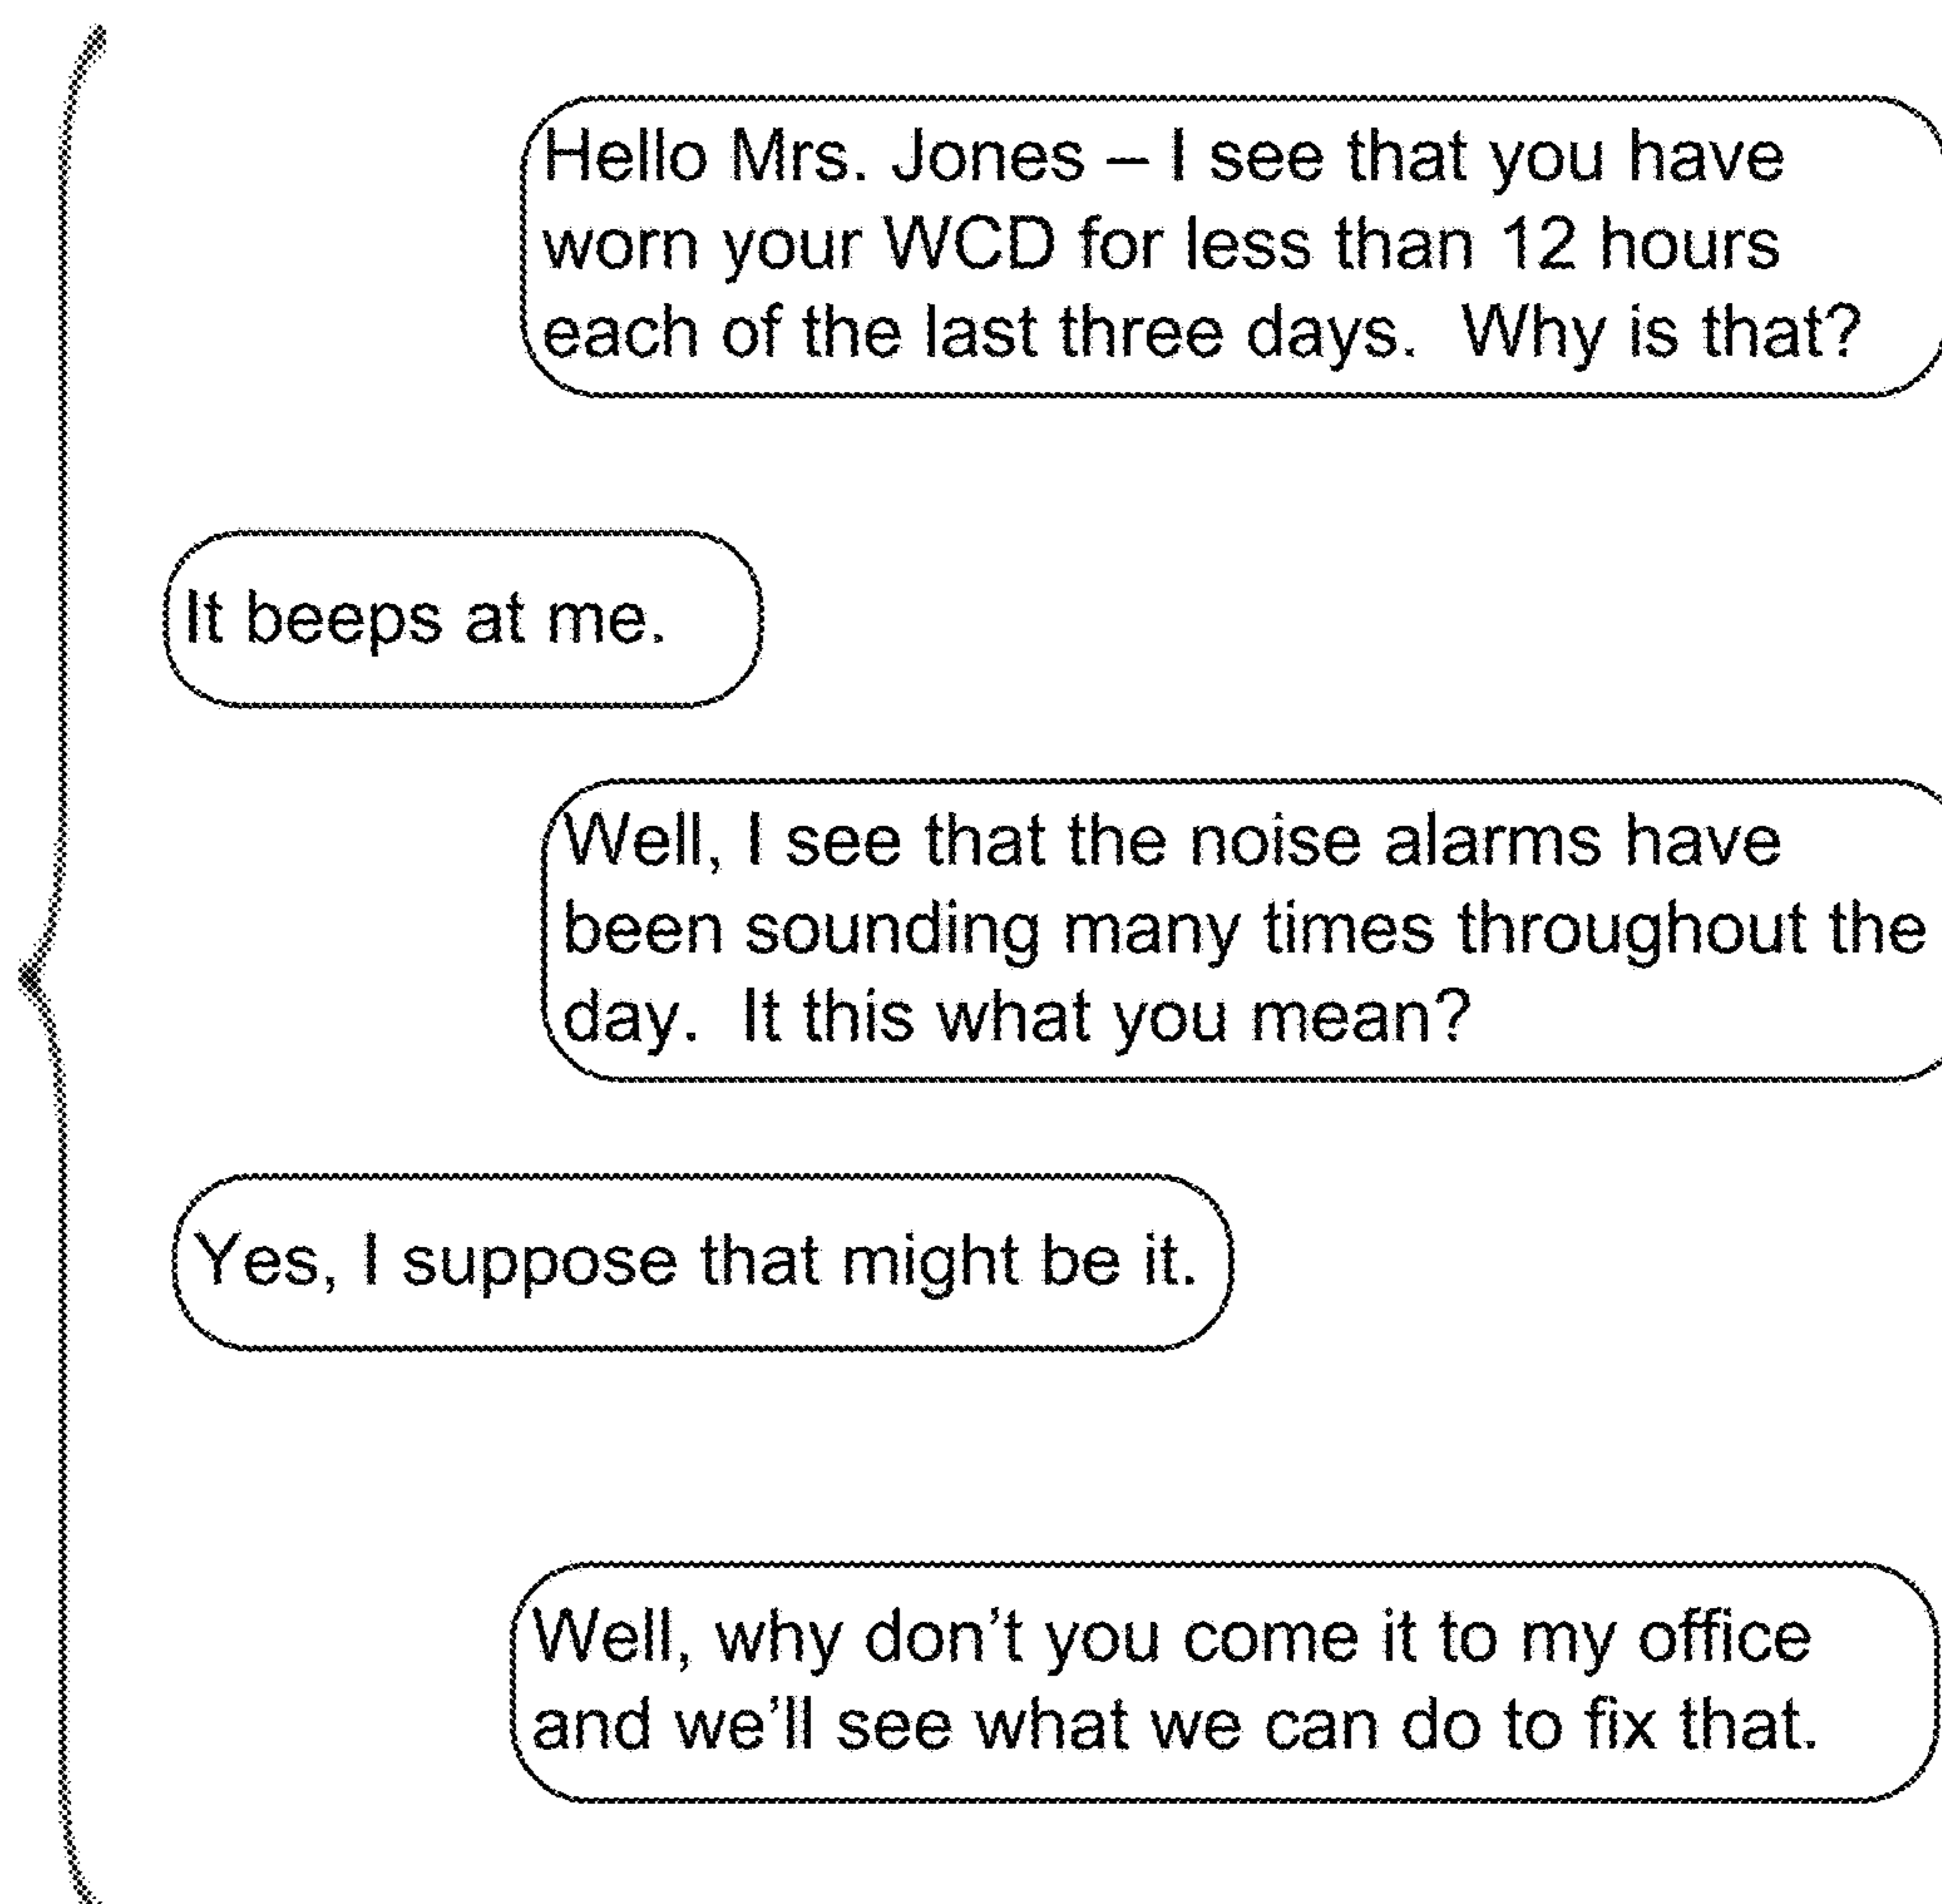 Hello Mrs. Jones – I see that you have
worn your WCD for less than 12 hours
each of the last three days.  Why is that?
It beeps at me.
Well, I see that the noise alarms have
been sounding many times throughout the
day.  It this what you mean?
Yes, I suppose that might be it.
Well, why don’t you come it to my office
and we’ll see what we can do to fix that.